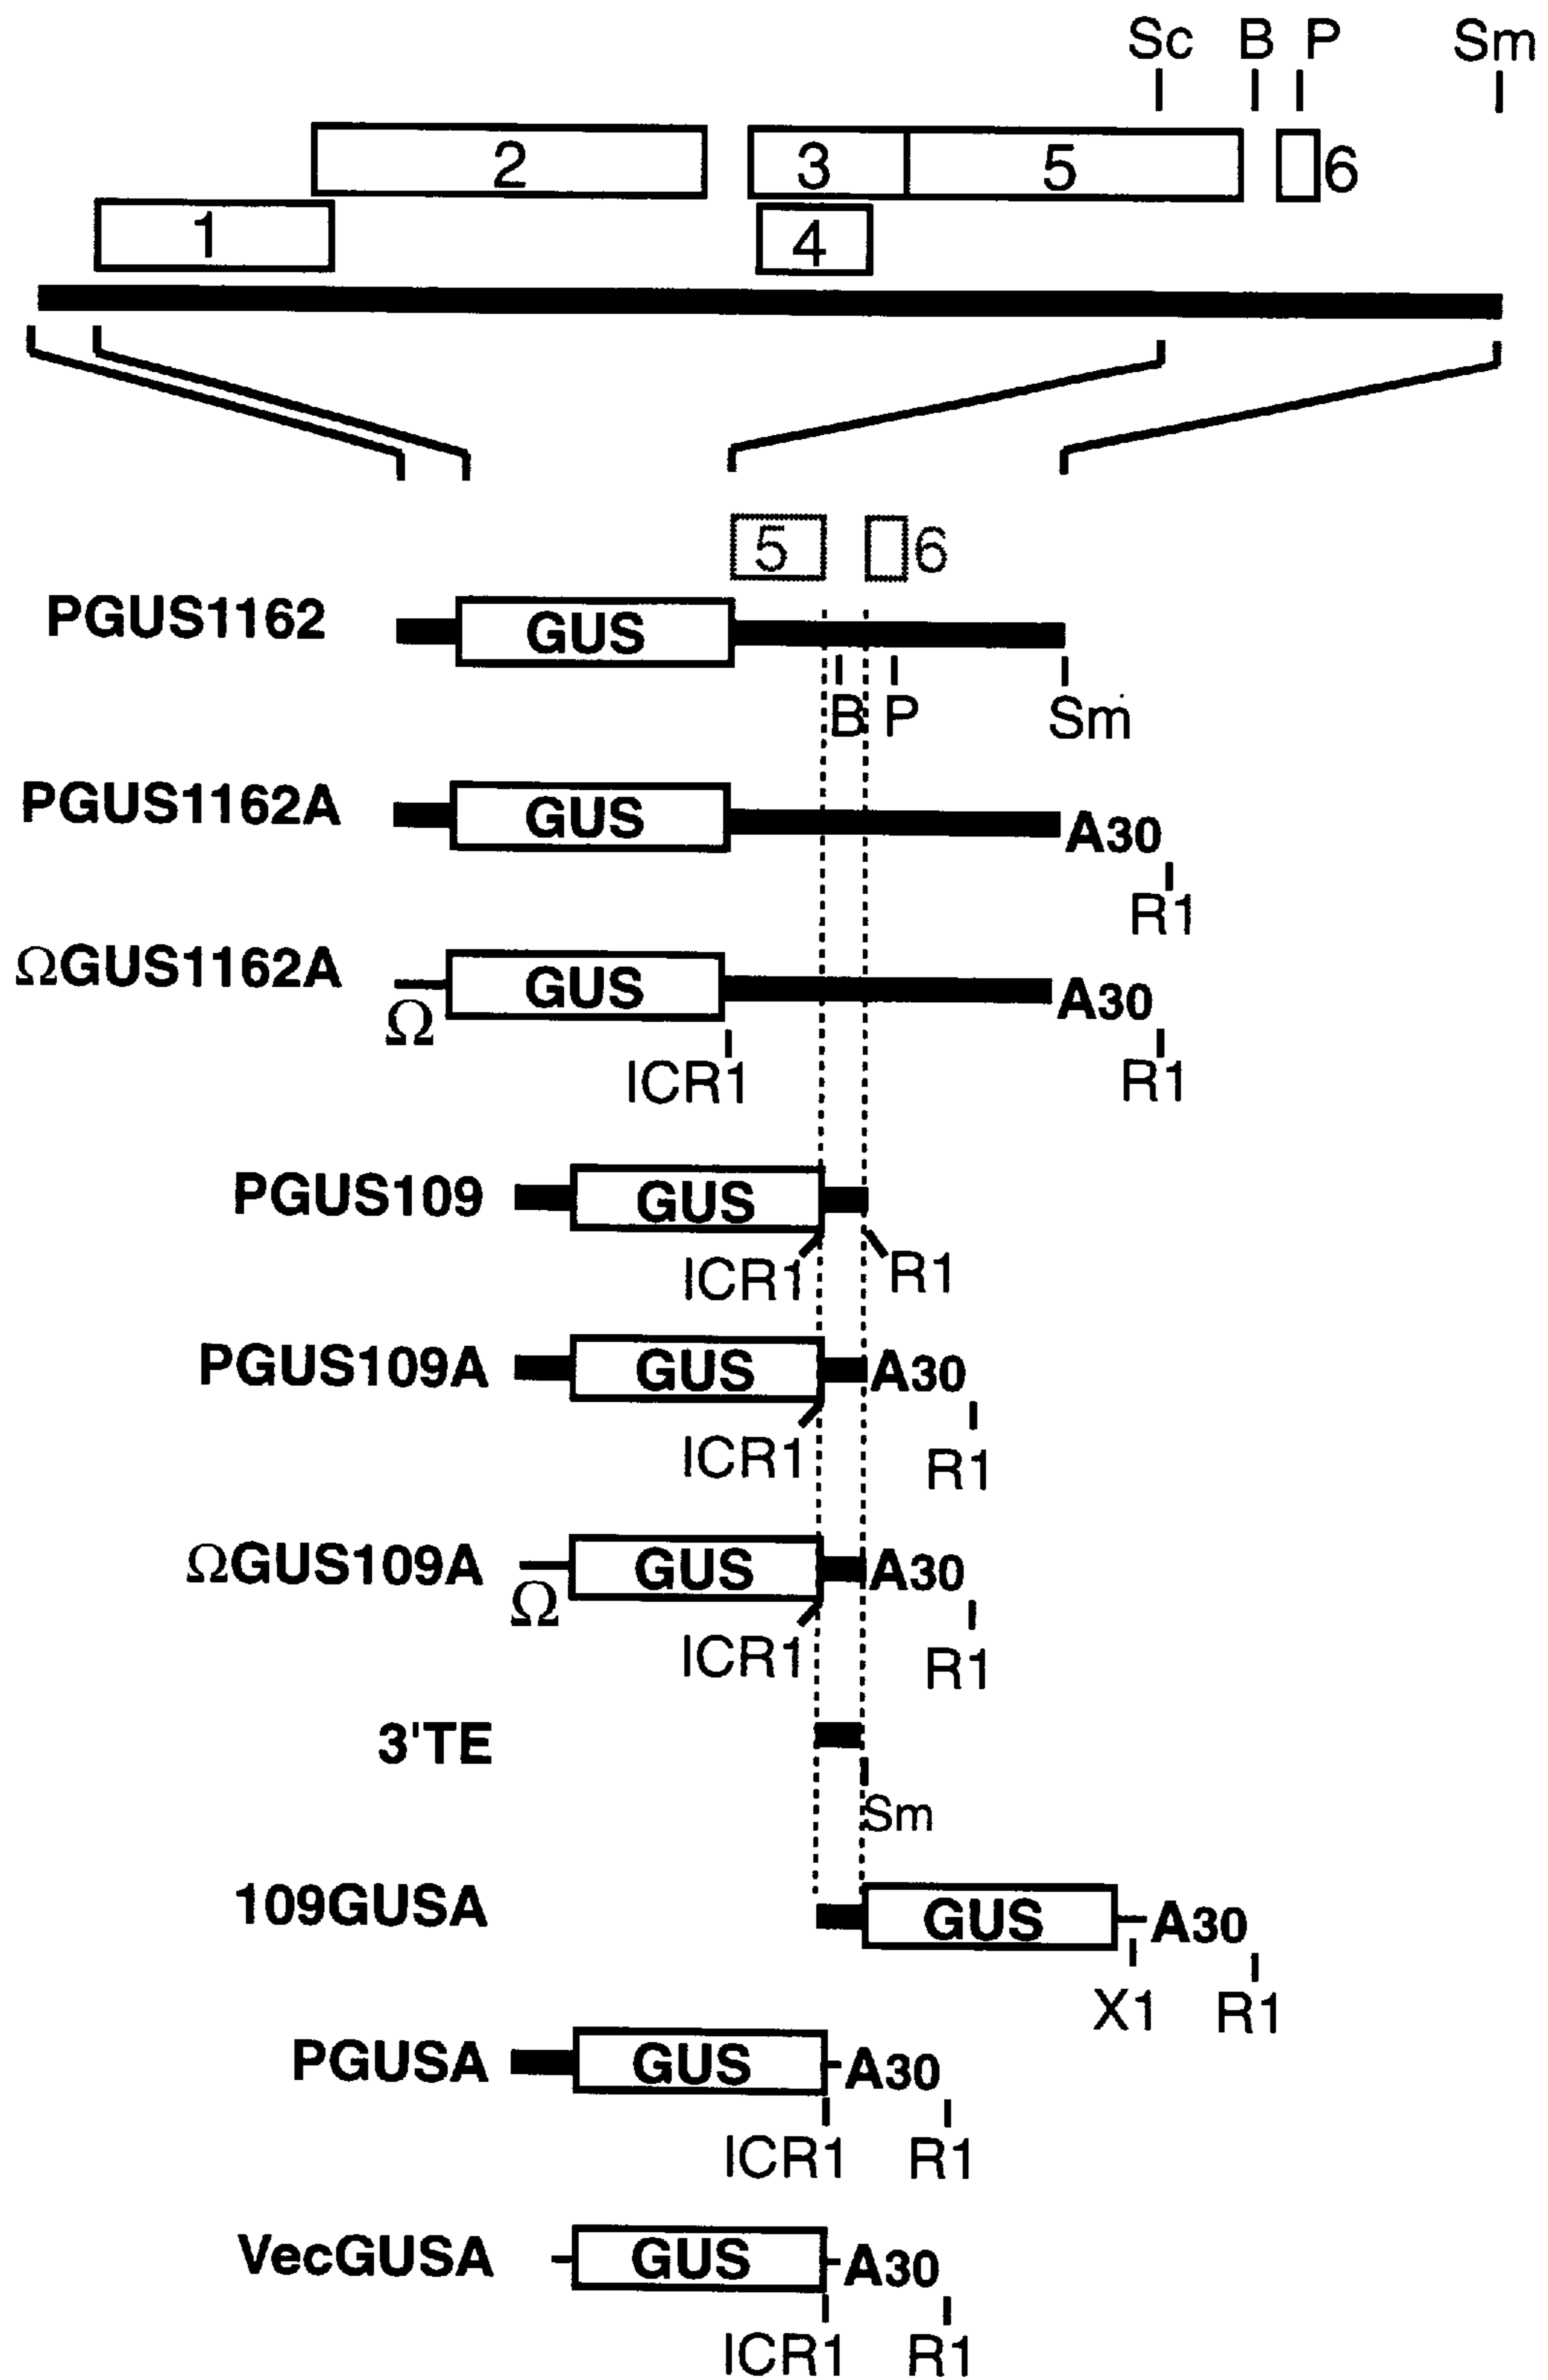 Sc B P Sm
2 3 5 6
1 4
5 6
PGUS1162 GUS
B P Sm
PGUS1162A GUS A30
R1
ΩGUS1162A GUS A30
Ω
ICR1 R1
PGUS109 GUS
ICR1 R1
PGUS109A GUS A30
ICR1 R1
ΩGUS109A GUS A30
Ω
ICR1 R1
3'TE
Sm
109GUSA GUS A30
X1 R1
PGUSA GUS A30
ICR1 R1
VecGUSA GUS A30
ICR1 R1